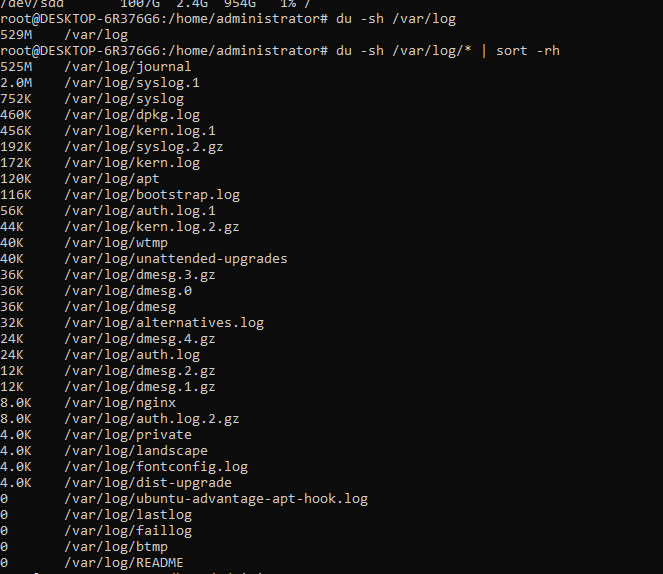 /dev/sdd 1007G 2.4G 954G 1% /
root@DESKTOP-6R376G6:/home/administrator# du -sh /var/log
529M /var/log
root@DESKTOP-6R376G6:/home/administrator# du -sh /var/log/* | sort -rh
525M /var/log/journal
2.0M /var/log/syslog.1
752K /var/log/syslog
460K /var/log/dpkg.log
456K /var/log/kern.log.1
192K /var/log/syslog.2.gz
172K /var/log/kern.log
120K /var/log/apt
116K /var/log/bootstrap.log
56K /var/log/auth.log.1
44K /var/log/kern.log.2.gz
40K /var/log/wtmp
40K /var/log/unattended-upgrades
36K /var/log/dmesg.3.gz
36K /var/log/dmesg.0
36K /var/log/dmesg
32K /var/log/alternatives.log
24K /var/log/dmesg.4.gz
24K /var/log/auth.log
12K /var/log/dmesg.2.gz
12K /var/log/dmesg.1.gz
8.0K /var/log/nginx
8.0K /var/log/auth.log.2.gz
4.0K /var/log/private
4.0K /var/log/landscape
4.0K /var/log/fontconfig.log
4.0K /var/log/dist-upgrade
0 /var/log/ubuntu-advantage-apt-hook.log
0 /var/log/lastlog
0 /var/log/faillog
0 /var/log/btmp
0 /var/log/README